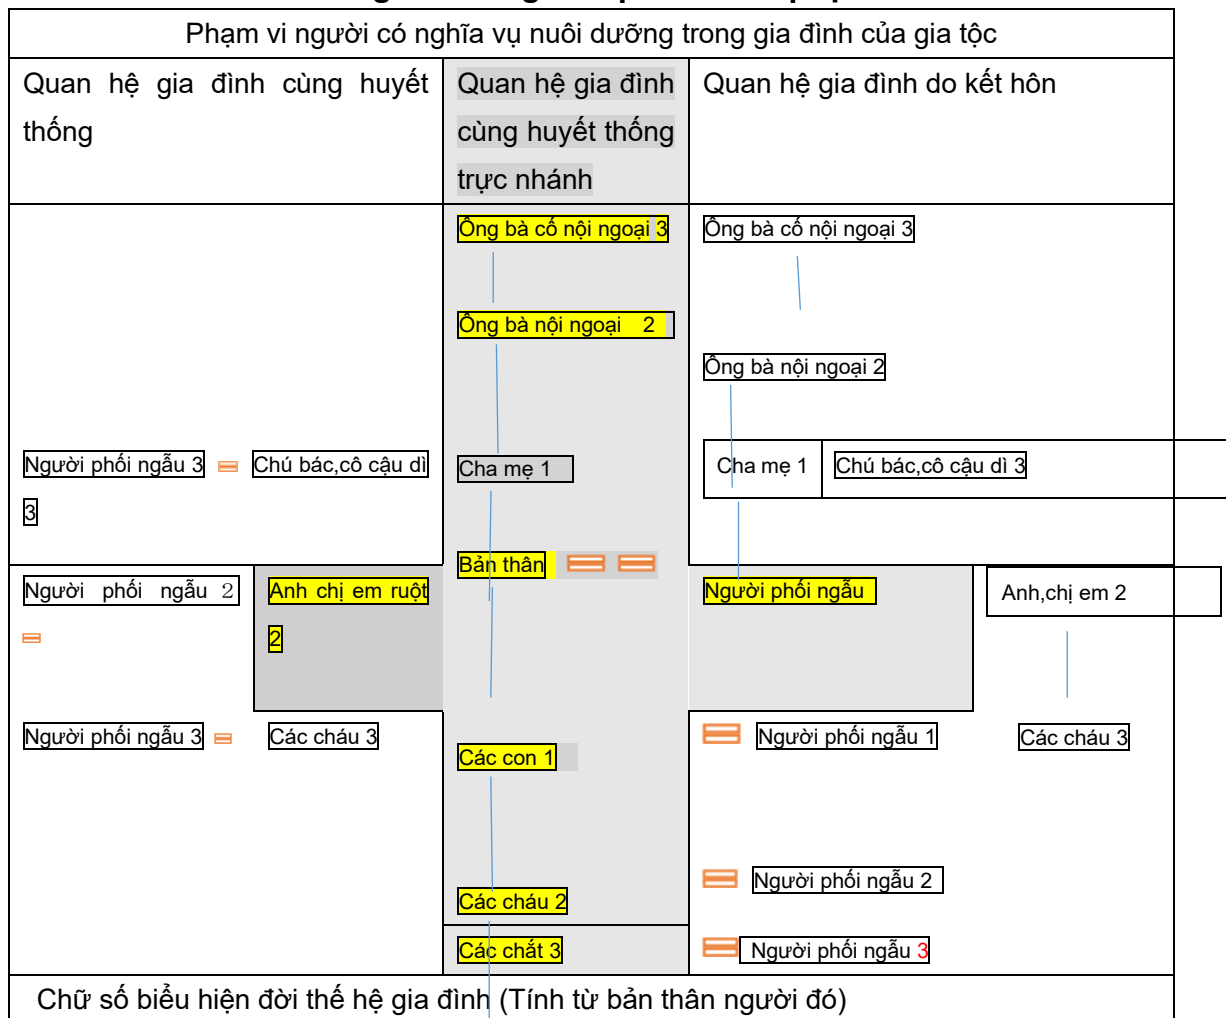 Phạm vi người có nghĩa vụ nuôi dưỡng trong gia đình của gia tộc
Quan hệ gia đình cùng huyết
thống
Quan hệ gia đình
cùng huyết thống
trực nhánh
Quan hệ gia đình do kết hôn
Ông bà cố nội ngoại 3
Ông bà cố nội ngoại 3
Ông bà nội ngoại 2
Ông bà nội ngoại 2
Người phối ngẫu 3 = Chú bác,cô cậu dì
3
Cha mẹ 1
Cha mẹ 1
Chú bác,cô cậu dì 3
Bản thân = =
Người phối ngẫu 2
=
Anh chị em ruột
2
Người phối ngẫu
Anh,chị em 2
Người phối ngẫu 3 = Các cháu 3
Các con 1
= Người phối ngẫu 1
Các cháu 3
Các cháu 2
= Người phối ngẫu 2
Các chắt 3
= Người phối ngẫu 3
Chữ số biểu hiện đời thế hệ gia đình (Tính từ bản thân người đó)